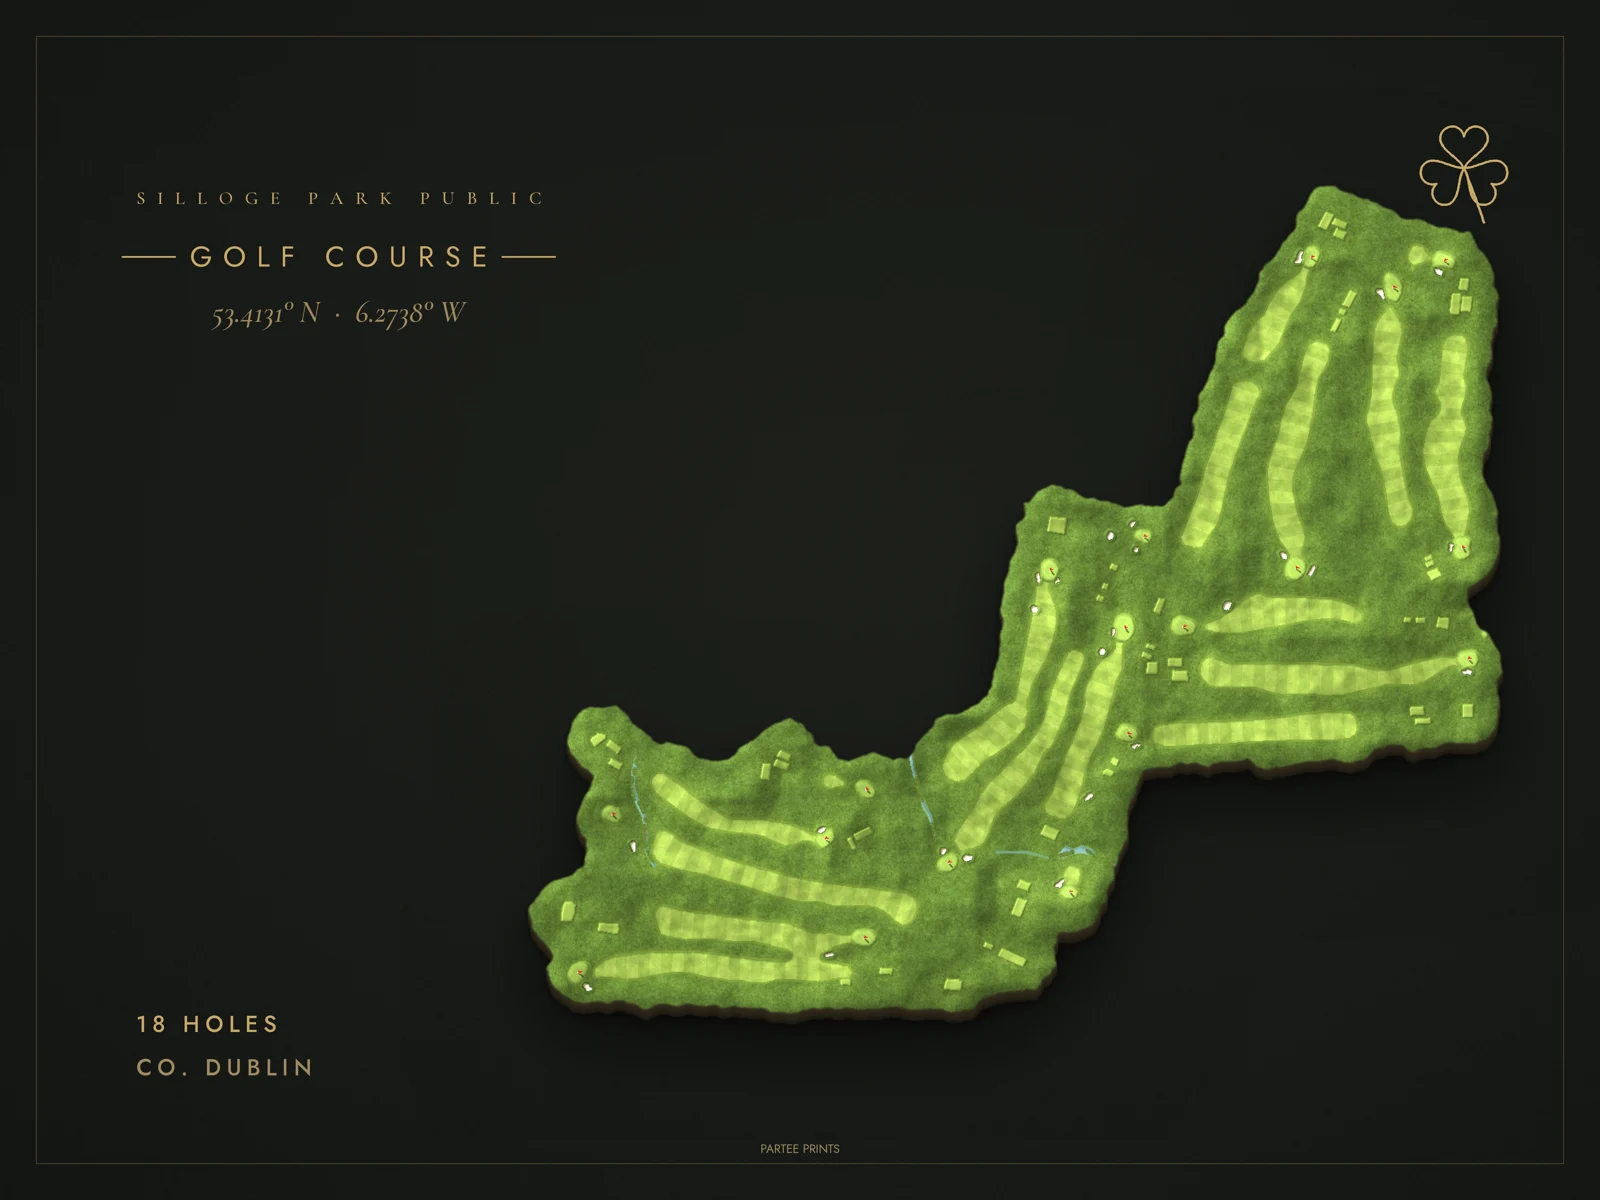 SILLOGE PARK PUBLIC
GOLF COURSE
53.4131° N · 6.2738° W
18 HOLES
CO. DUBLIN
PARTEE PRINTS